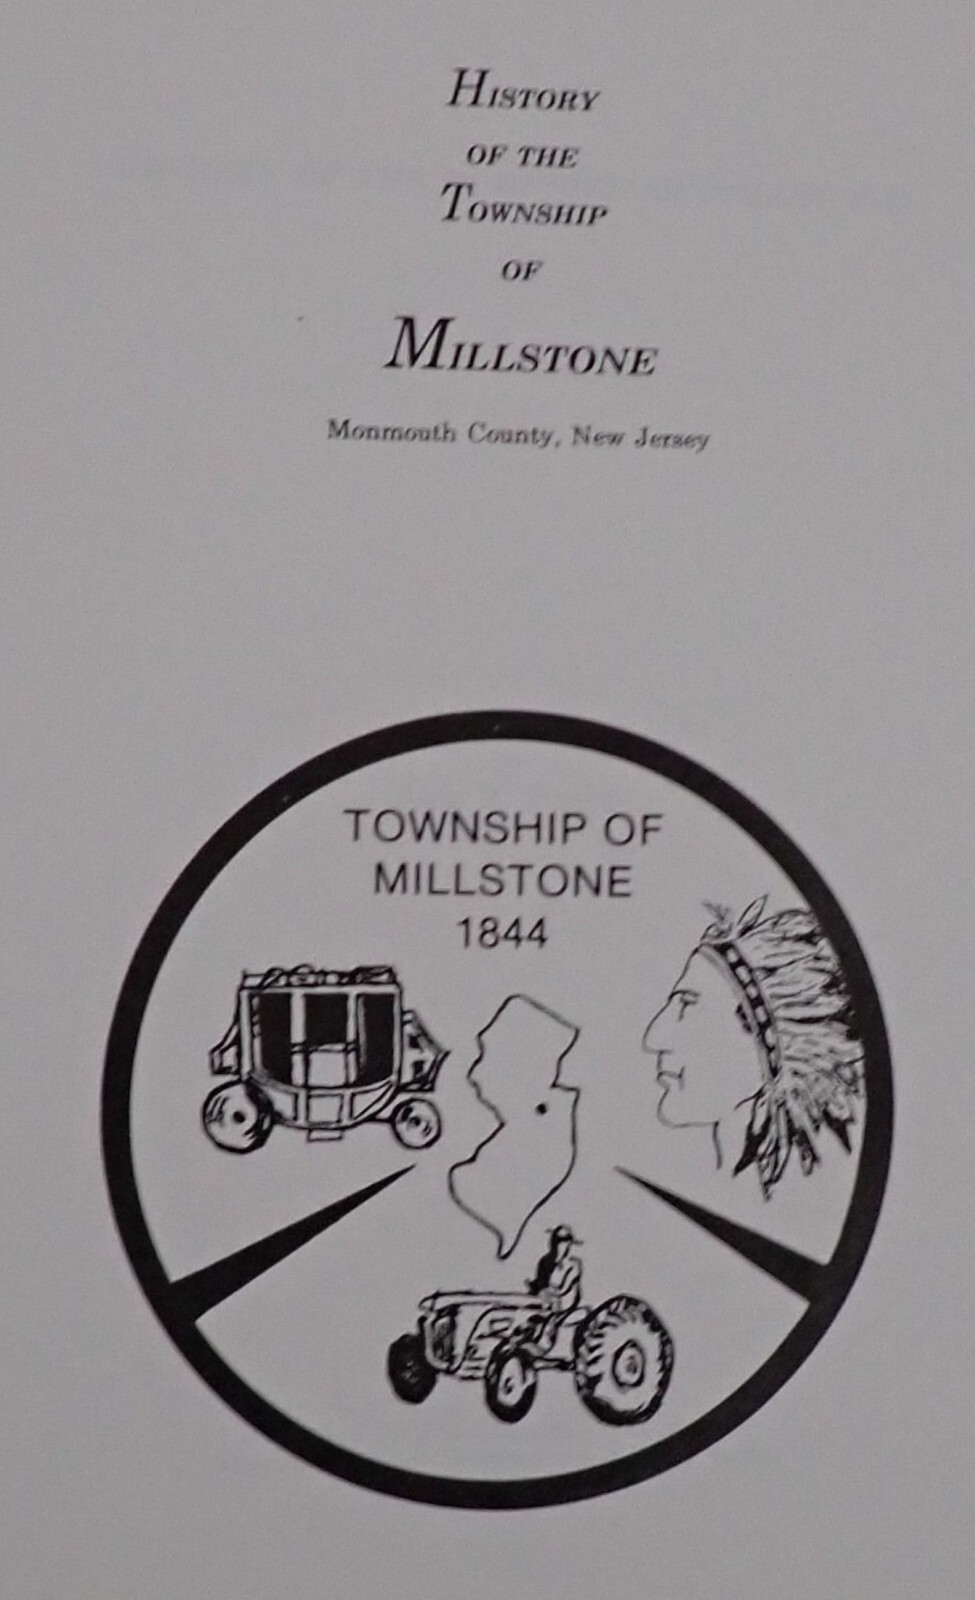 HISTORY
OF THE
TOWNSHIP
OF
MILLSTONE
Monmouth County, New Jersey
TOWNSHIP OF
MILLSTONE
1844